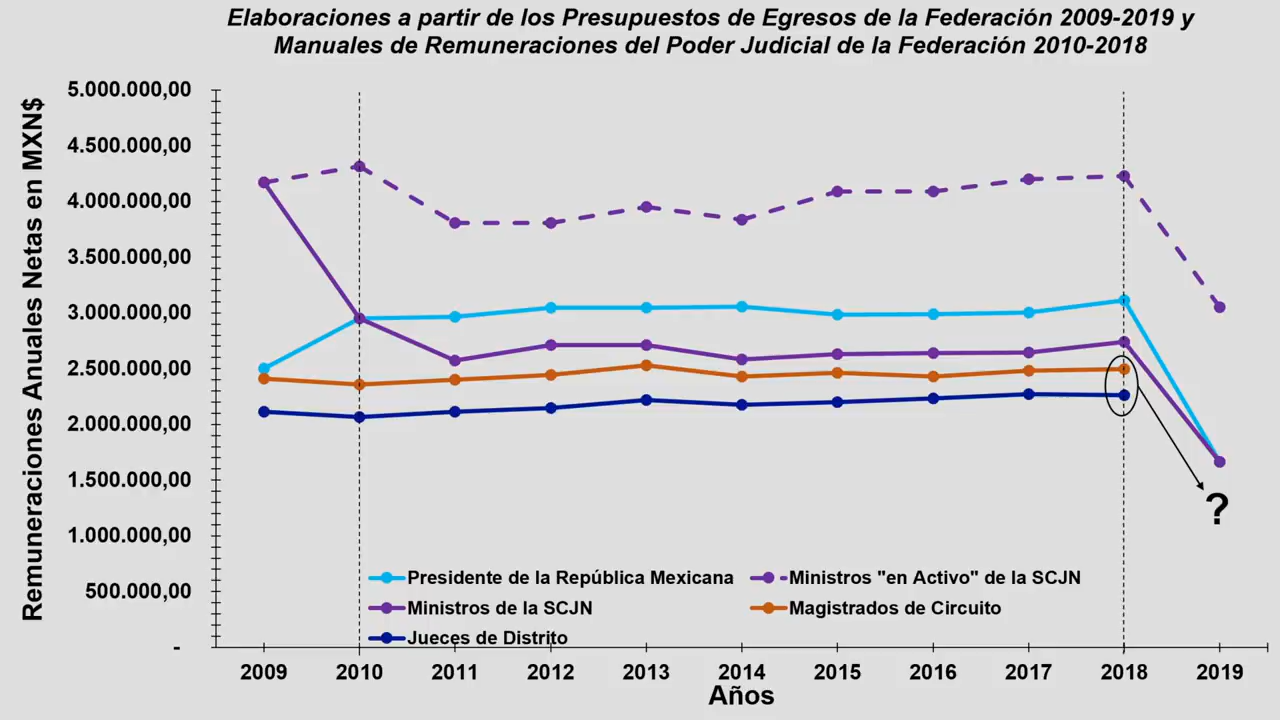 Elaboraciones a partir de los Presupuestos de Egresos de la Federación 2009-2019 y
Manuales de Remuneraciones del Poder Judicial de la Federación 2010-2018
Remuneraciones Anuales Netas en MXN$
5.000.000,00
4.500.000,00
4.000.000,00
3.500.000,00
3.000.000,00
2.500.000,00
2.000.000,00
1.500.000,00
1.000.000,00
500.000,00
-
?
Presidente de la República Mexicana
Ministros "en Activo" de la SCJN
Ministros de la SCJN
Magistrados de Circuito
Jueces de Distrito
2009 2010 2011 2012 2013 2014 2015 2016 2017 2018 2019
Años